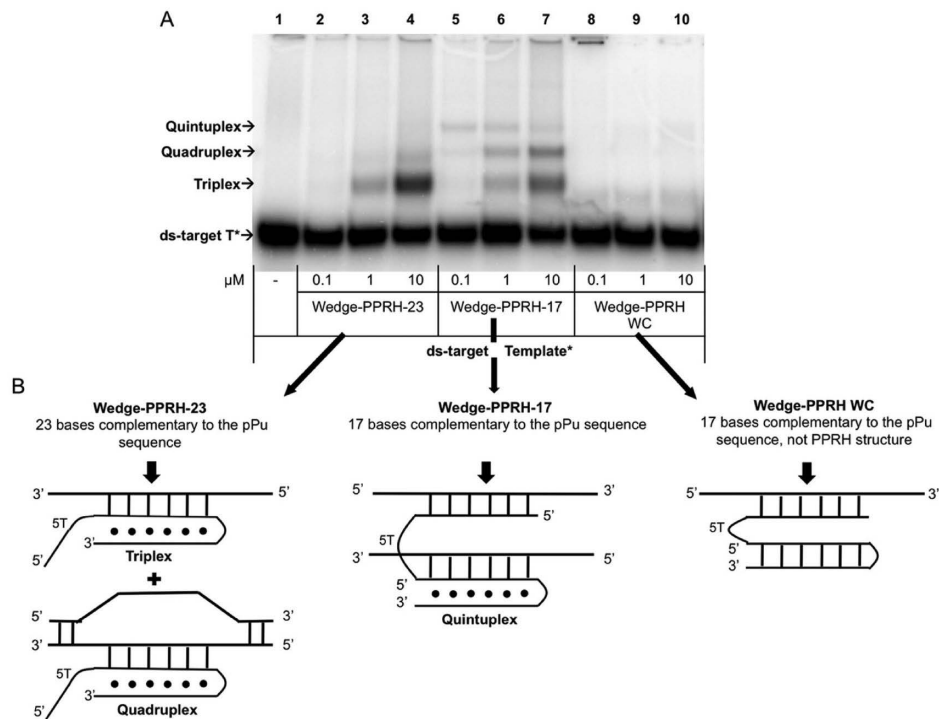 A
1 2 3 4 5 6 7 8 9 10
Quintuplex→
Quadruplex→
Triplex→
ds-target T*→
µM - 0.1 1 10 0.1 1 10 0.1 1 10
Wedge-PPRH-23 Wedge-PPRH-17 Wedge-PPRH
WC
ds-target Template*
B
Wedge-PPRH-23
23 bases complementary to the pPu
sequence
3' 5'
5T
3'
5'
Triplex
+
5' 3'
3' 5'
5T
3'
5'
Quadruplex
Wedge-PPRH-17
17 bases complementary to the pPu sequence
5' 3'
5'
5T
3' 5'
5'
3'
Quintuplex
Wedge-PPRH WC
17 bases complementary to the pPu
sequence, not PPRH structure
5' 3'
5T
5'
3'